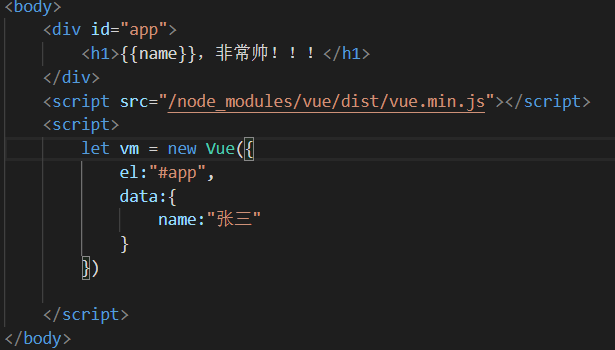 <body>
    <div id="app">
        <h1>{{name}}，非常帅！！！</h1>
    </div>
    <script src="/node_modules/vue/dist/vue.min.js"></script>
    <script>
        let vm = new Vue({
            el:"#app",
            data:{
                name:"张三"
            }
        })

    </script>
</body>